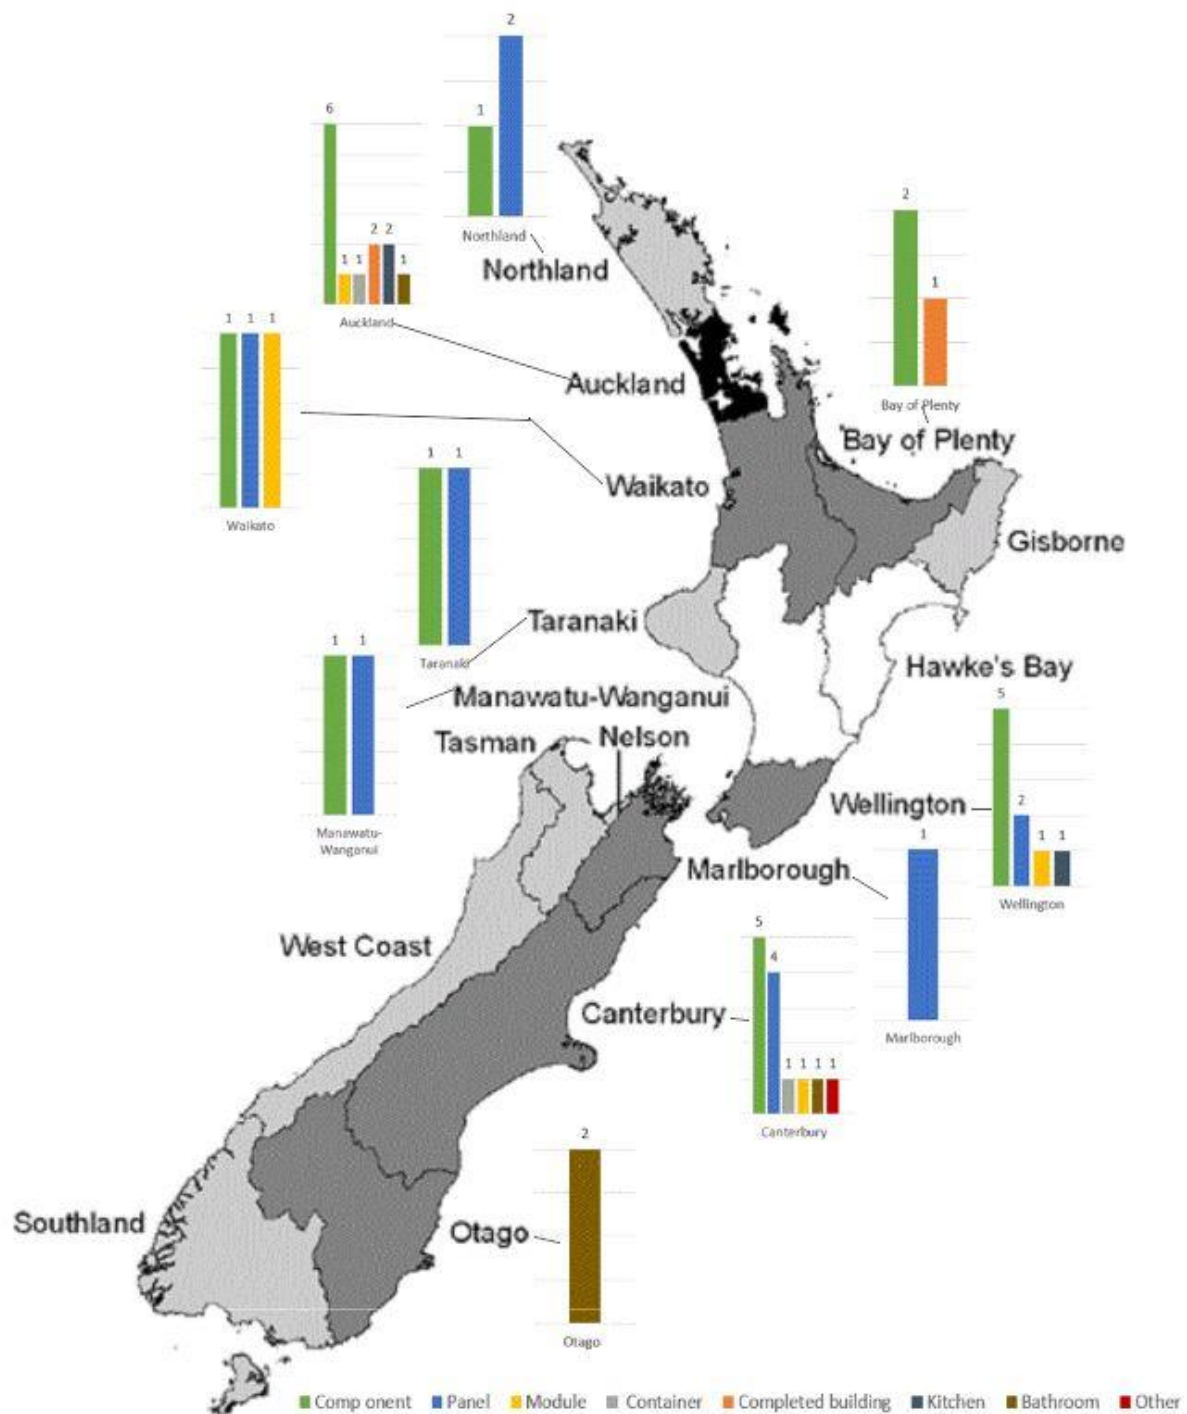 2
1
Northland
Northland
6
1 1 2 2 1
Auckland
Auckland
2
1
Bay of Plenty
Bay of Plenty
1 1 1
Waikato
Waikato
Gisborne
1 1
Taranaki
Taranaki
Hawke's Bay
1 1
Manawatu-
Wanganui
Manawatu-Wanganui
Tasman
Nelson
5
2
1 1
Wellington
Wellington
1
Marlborough
Marlborough
West Coast
5
4
1 1 1 1
Canterbury
Canterbury
Southland
2
Otago
Otago
Comp onent Panel Module Container Completed building Kitchen Bathroom Other